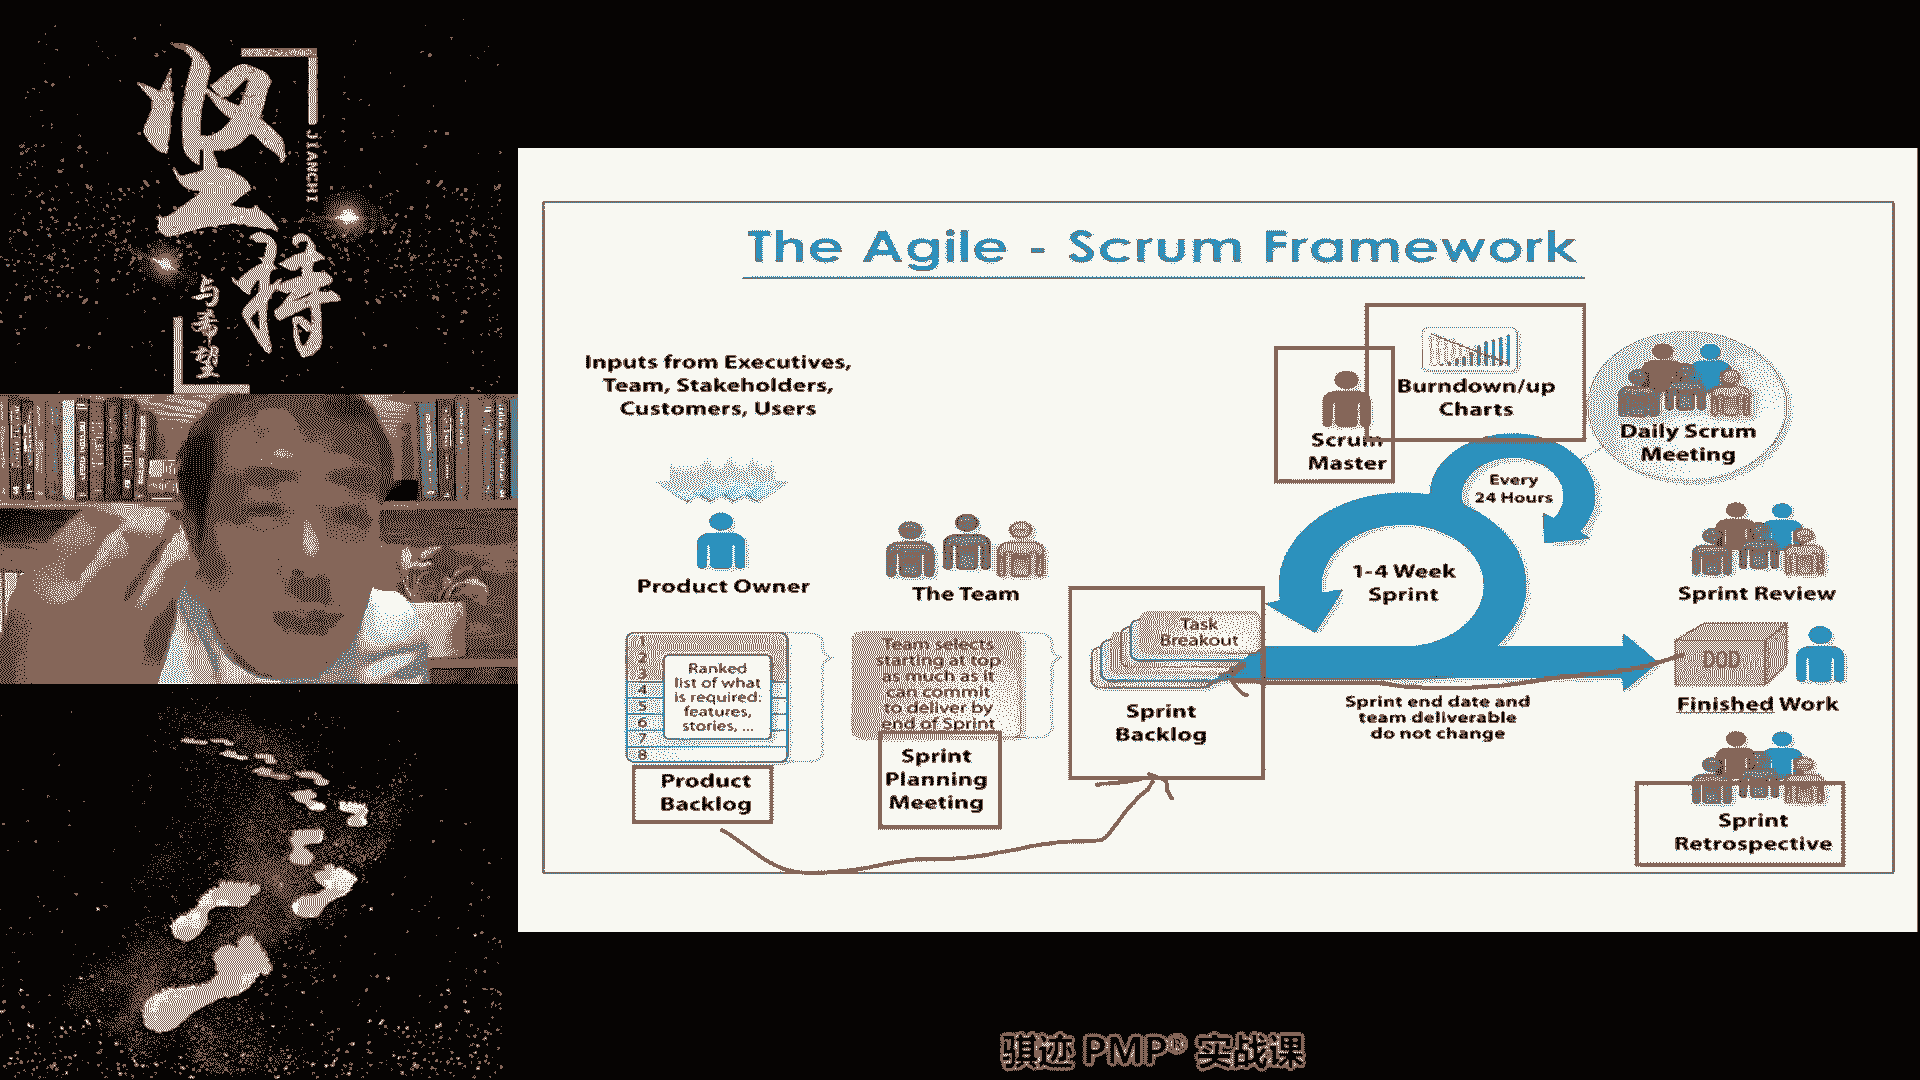 坚
持
JIANCHI
与希望
The Agile - Scrum Framework
Inputs from Executives,
Team, Stakeholders,
Customers, Users
Product Owner
The Team
1
2
3
4
5
6
7
8
Ranked
list of what
is required:
features,
stories, ...
Product
Backlog
Team selects
starting at top
as much as it
can commit
to deliver by
end of Sprint
Sprint
Planning
Meeting
Task
Breakout
Sprint
Backlog
Scrum
Master
Burndown/up
Charts
Every
24 Hours
1-4 Week
Sprint
Daily Scrum
Meeting
Sprint Review
DOD
Finished Work
Sprint end date and
team deliverable
do not change
Sprint
Retrospective
骐迹 PMP® 实战课